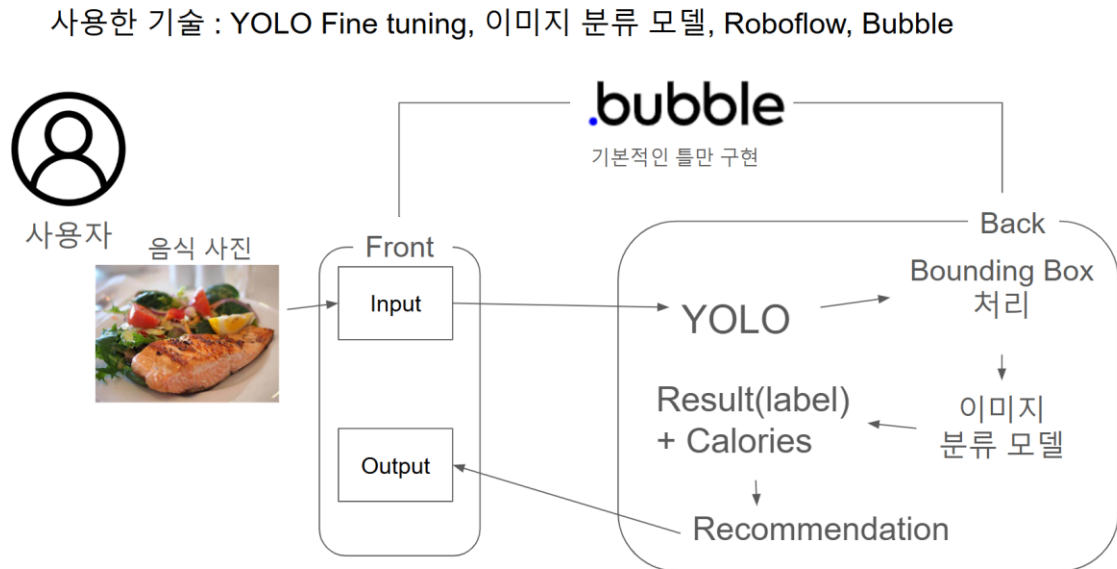 사용한 기술 : YOLO Fine tuning, 이미지 분류 모델, Roboflow, Bubble
.bubble
기본적인 틀만 구현
사용자
음식 사진
Front
Input
Output
Back
YOLO
Bounding Box
처리
이미지
분류 모델
Result(label)
+ Calories
Recommendation